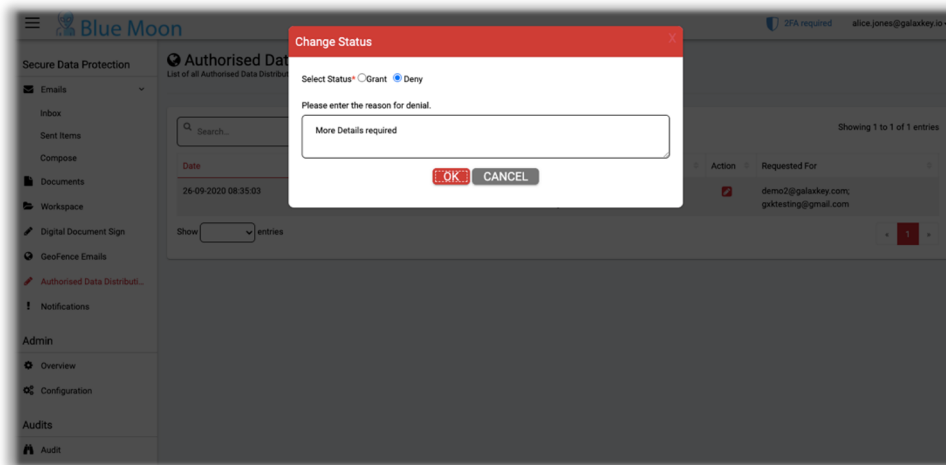 Blue Moon
2FA required
alice.jones@galaxkey.io
Secure Data Protection
Emails
Inbox
Sent Items
Compose
Documents
Workspace
Digital Document Sign
GeoFence Emails
Authorised Data Distributi...
Notifications
Admin
Overview
Configuration
Audits
Audit
Authorised Dat
List of all Authorised Data Distribut
Search...
Showing 1 to 1 of 1 entries
Date
Action
Requested For
26-09-2020 08:35:03
demo2@galaxkey.com;
gxktesting@gmail.com
Show
entries
« 1 »
Change Status
X
Select Status* Grant Deny
Please enter the reason for denial.
More Details required
OK CANCEL